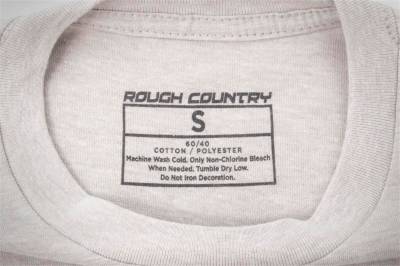 ROUGH COUNTRY
S
60/40
COTTON / POLYESTER
Machine Wash Cold. Only Non-Chlorine Bleach
When Needed. Tumble Dry Low.
Do Not Iron Decoration.